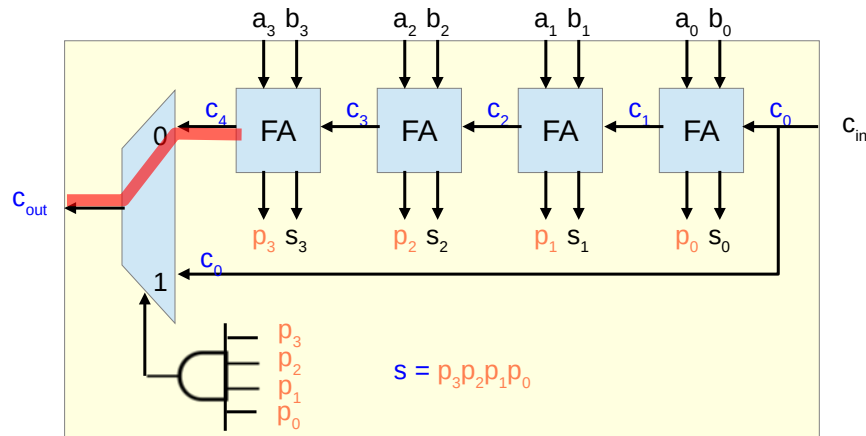 a₃ b₃ a₂ b₂ a₁ b₁ a₀ b₀
0 c₄ FA c₃ FA c₂ FA c₁ FA c₀ cᵢₙ
c_out
p₃ s₃ p₂ s₂ p₁ s₁ p₀ s₀
1 c₀
p₃
p₂ s = p₃p₂p₁p₀
p₁
p₀